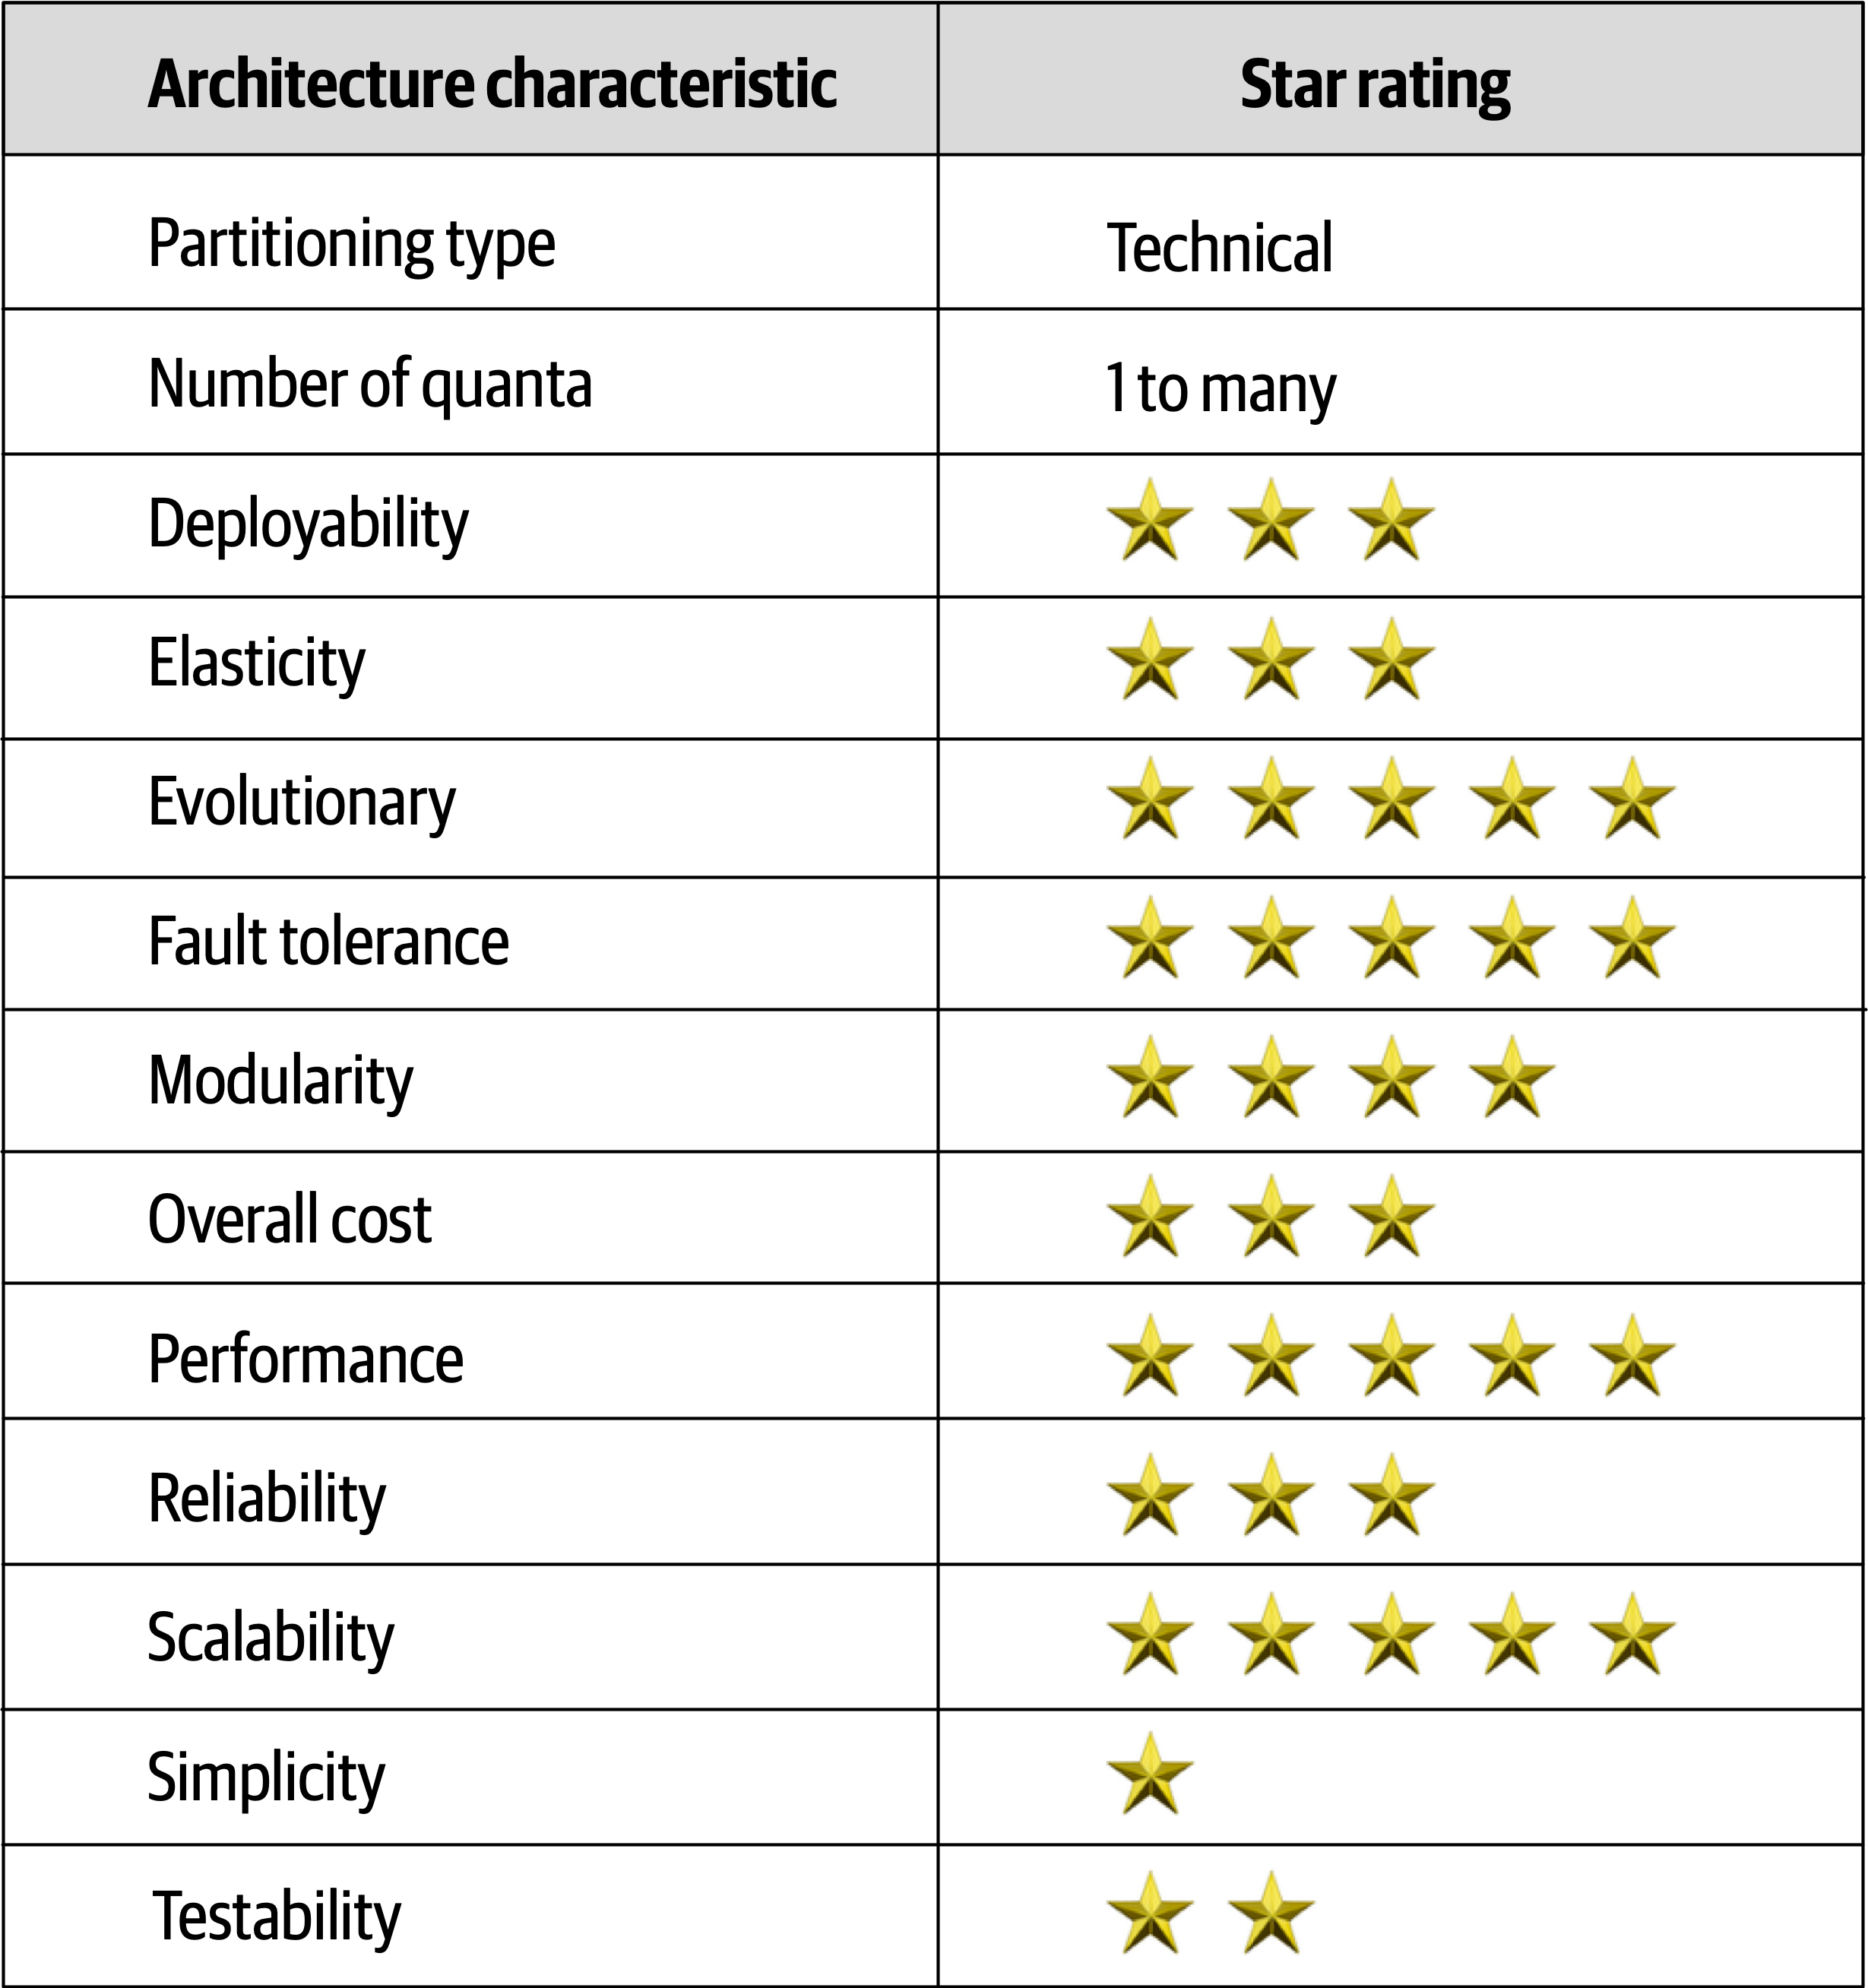 Architecture characteristic Star rating
Partitioning type Technical
Number of quanta 1 to many
Deployability
Elasticity
Evolutionary
Fault tolerance
Modularity
Overall cost
Performance
Reliability
Scalability
Simplicity
Testability